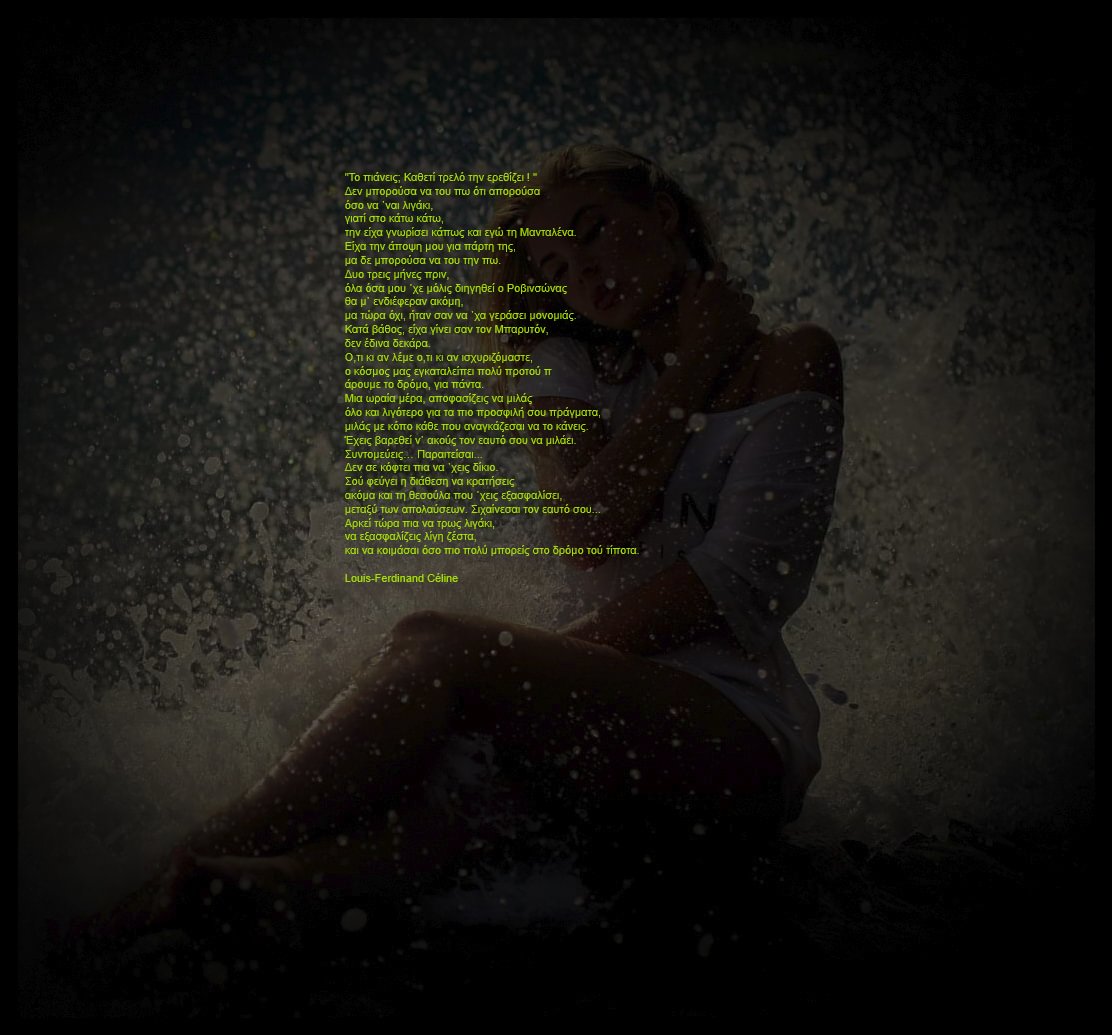 "Το πιάνεις; Καθετί τρελό την ερεθίζει ! "
Δεν μπορούσα να του πω ότι απορούσα
όσο να ΄ναι λιγάκι,
γιατί στο κάτω κάτω,
την είχα γνωρίσει κάπως και εγώ τη Μανταλένα.
Είχα την άποψη μου για πάρτη της,
μα δε μπορούσα να του την πω.
Δυο τρεις μήνες πριν,
όλα όσα μου ΄χε μόλις διηγηθεί ο Ροβινσώνας
θα μ΄ ενδιέφεραν ακόμη,
μα τώρα όχι, ήταν σαν να ΄χα γεράσει μονομιάς.
Κατά βάθος, είχα γίνει σαν τον Μπαρυτόν,
δεν έδινα δεκάρα.
Ο,τι κι αν λέμε ο,τι κι αν ισχυριζόμαστε,
ο κόσμος μας εγκαταλείπει πολύ προτού π
άρουμε το δρόμο, για πάντα.
Μια ωραία μέρα, αποφασίζεις να μιλάς
όλο και λιγότερο για τα πιο προσφιλή σου πράγματα,
μιλάς με κόπο κάθε που αναγκάζεσαι να το κάνεις.
Έχεις βαρεθεί ν΄ ακούς τον εαυτό σου να μιλάει.
Συντομεύεις... Παραιτείσαι...
Δεν σε κόφτει πια να ΄χεις δίκιο.
Σού φεύγει η διάθεση να κρατήσεις
ακόμα και τη θεσούλα που ΄χεις εξασφαλίσει,
μεταξύ των απολαύσεων. Σιχαίνεσαι τον εαυτό σου...
Αρκεί τώρα πια να τρως λιγάκι,
να εξασφαλίζεις λίγη ζέστα,
και να κοιμάσαι όσο πιο πολύ μπορείς στο δρόμο τού τίποτα.
Louis-Ferdinand Céline